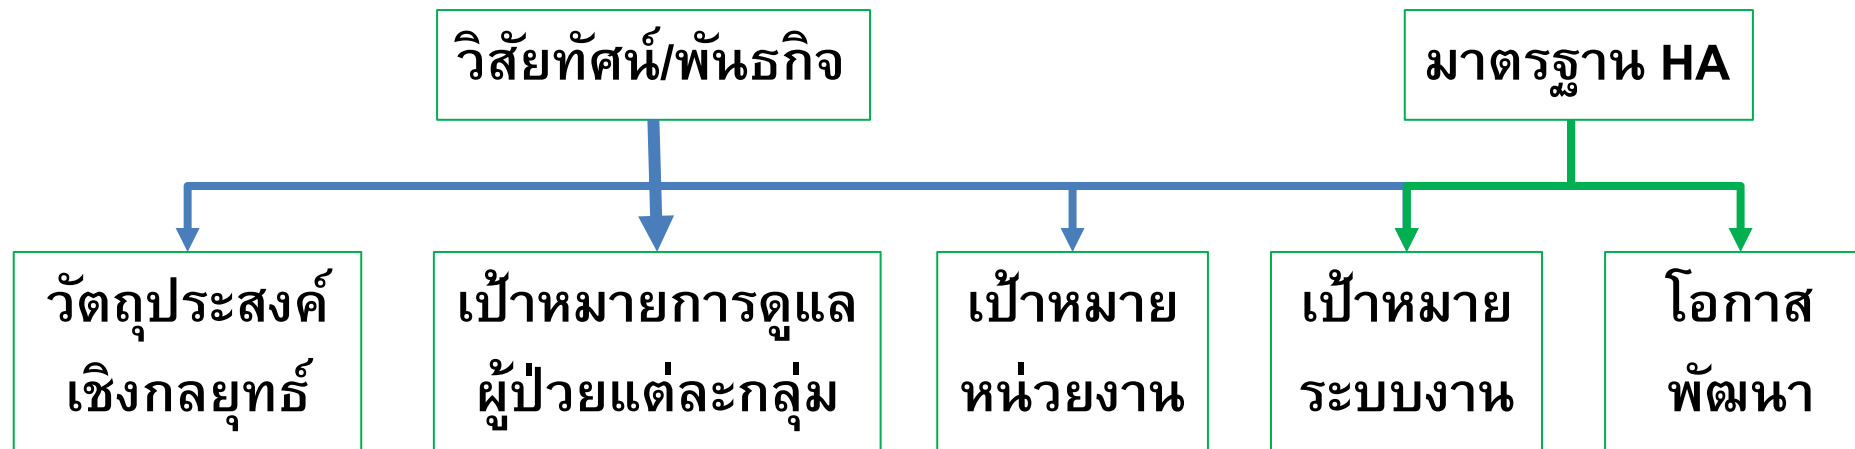 วิสัยทัศน์/พันธกิจ
มาตรฐาน HA
วัตถุประสงค์
เชิงกลยุทธ์
เป้าหมายการดูแล
ผู้ป่วยแต่ละกลุ่ม
เป้าหมาย
หน่วยงาน
เป้าหมาย
ระบบงาน
โอกาส
พัฒนา